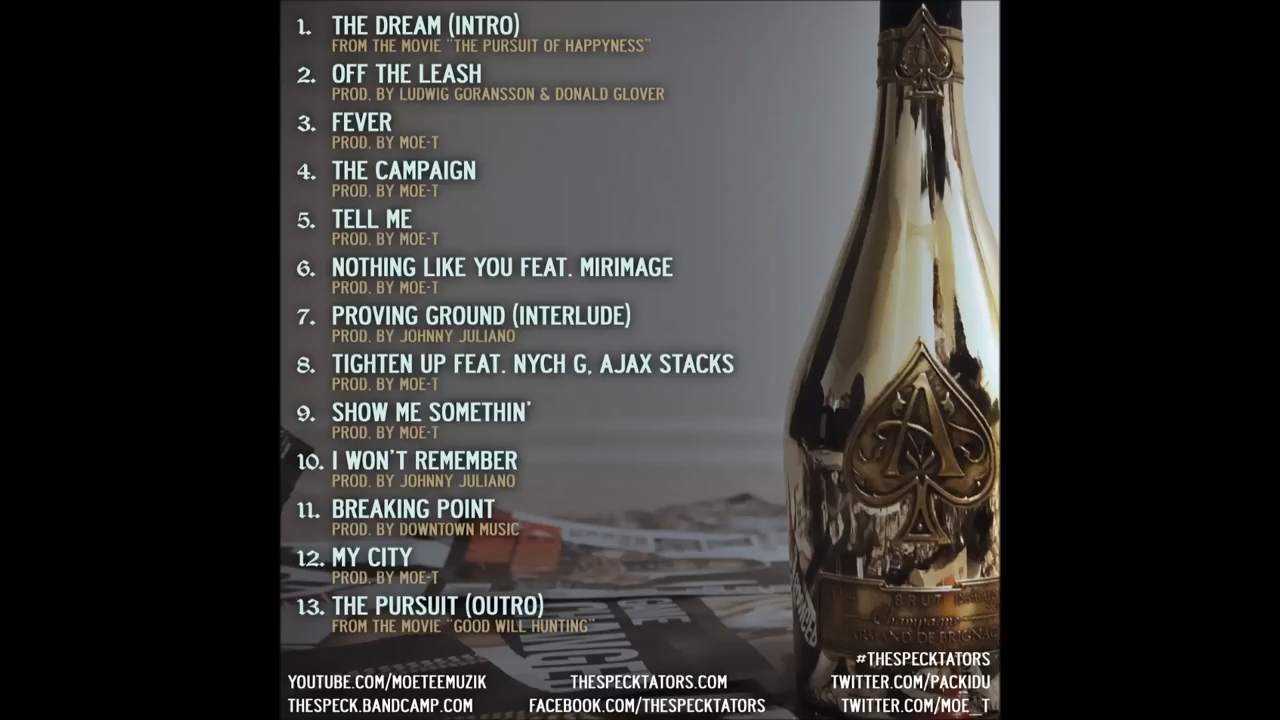 1. THE DREAM (INTRO)
FROM THE MOVIE "THE PURSUIT OF HAPPYNESS"
2. OFF THE LEASH
PROD. BY LUDWIG GORANSSON & DONALD GLOVER
3. FEVER
PROD. BY MOE-T
4. THE CAMPAIGN
PROD. BY MOE-T
5. TELL ME
PROD. BY MOE-T
6. NOTHING LIKE YOU FEAT. MIRIMAGE
PROD. BY MOE-T
7. PROVING GROUND (INTERLUDE)
PROD. BY JOHNNY JULIANO
8. TIGHTEN UP FEAT. NYCH G, AJAX STACKS
PROD. BY MOE-T
9. SHOW ME SOMETHIN'
PROD. BY MOE-T
10. I WON'T REMEMBER
PROD. BY JOHNNY JULIANO
11. BREAKING POINT
PROD. BY DOWNTOWN MUSIC
12. MY CITY
PROD. BY MOE-T
13. THE PURSUIT (OUTRO)
FROM THE MOVIE "GOOD WILL HUNTING"
A
BRUT
Champagne
ARMAND DE BRIGNAC
#THESPECKTATORS
YOUTUBE.COM/MOETEEMUZIK
THESPECKTATORS.COM
TWITTER.COM/PACKIDU
THESPECK.BANDCAMP.COM
FACEBOOK.COM/THESPECKTATORS
TWITTER.COM/MOE__T